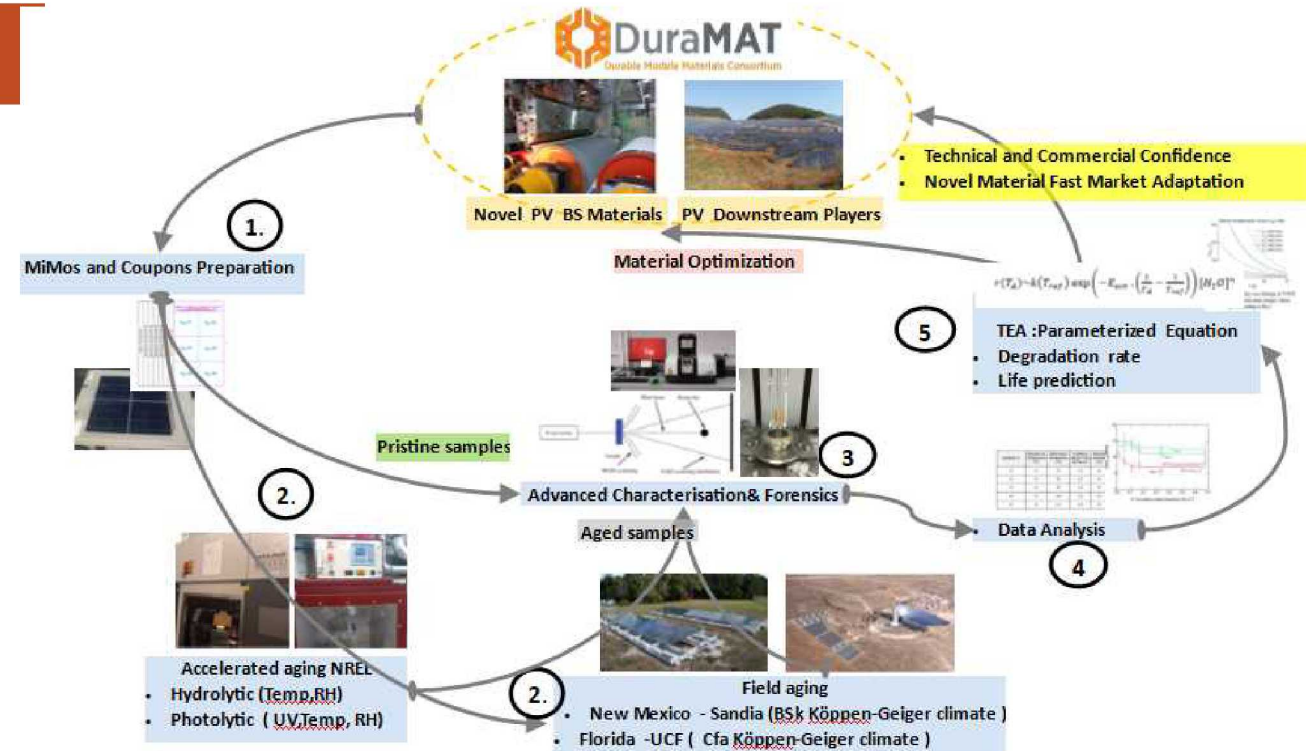 DuraMAT
Durable Module Materials Consortium
Novel PV BS Materials
PV Downstream Players
• Technical and Commercial Confidence
• Novel Material Fast Market Adaptation
1.
MiMos and Coupons Preparation
Material Optimization
5
TEA :Parameterized Equation
• Degradation rate
• Life prediction
Pristine samples
3
2.
Advanced Characterisation& Forensics
Aged samples
• Data Analysis
4
Accelerated aging NREL
• Hydrolytic (Temp,RH)
• Photolytic ( UV,Temp, RH)
2.
Field aging
• New Mexico - Sandia (BSk Köppen-Geiger climate )
• Florida -UCF ( Cfa Köppen-Geiger climate )